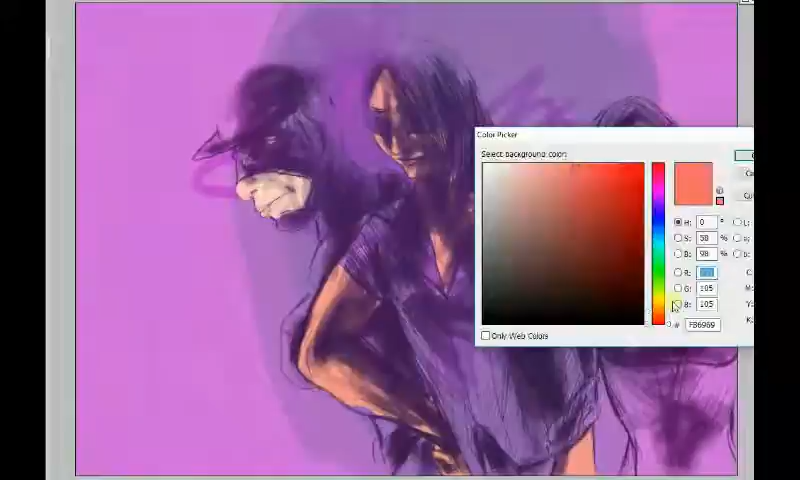 Color Picker
Select background color:
H: 0 °
S: 58 %
B: 98 %
R:
G: 105
B: 105
# FB6969
L:
a:
b:
C:
M:
Y:
K:
Only Web Colors